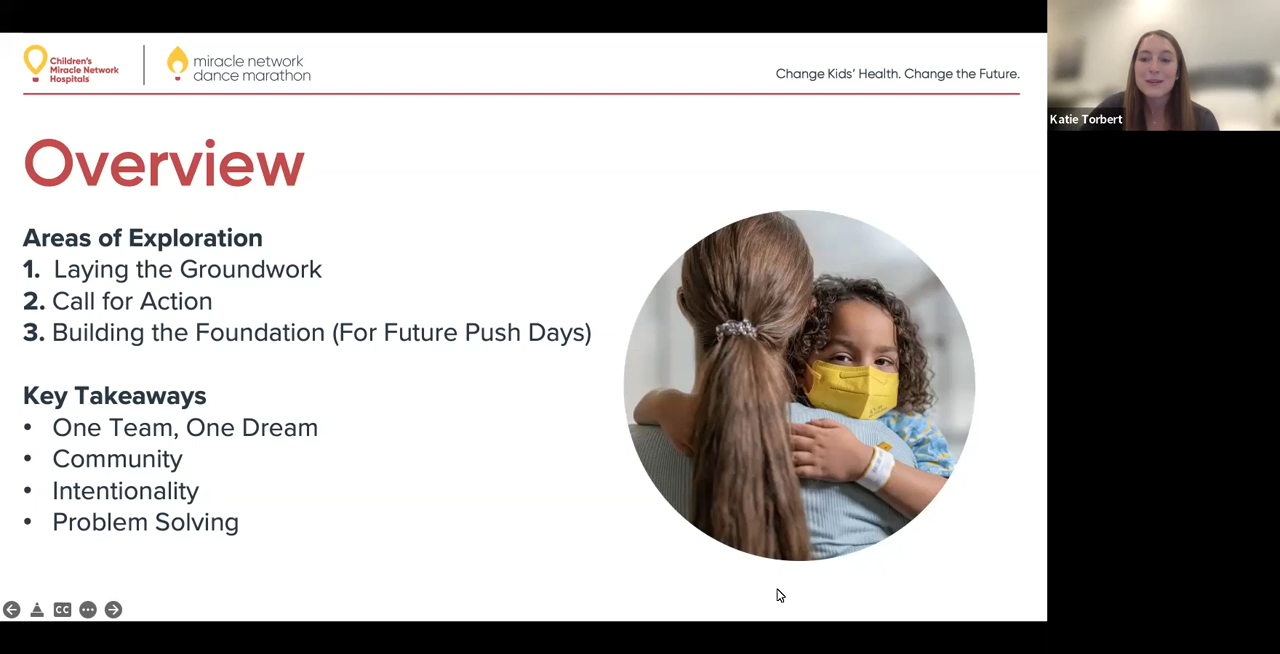 Children's
Miracle Network
Hospitals
miracle network
dance marathon
Change Kids' Health. Change the Future.
Katie Torbert
Overview
Areas of Exploration
1. Laying the Groundwork
2. Call for Action
3. Building the Foundation (For Future Push Days)
Key Takeaways
• One Team, One Dream
• Community
• Intentionality
• Problem Solving
CC